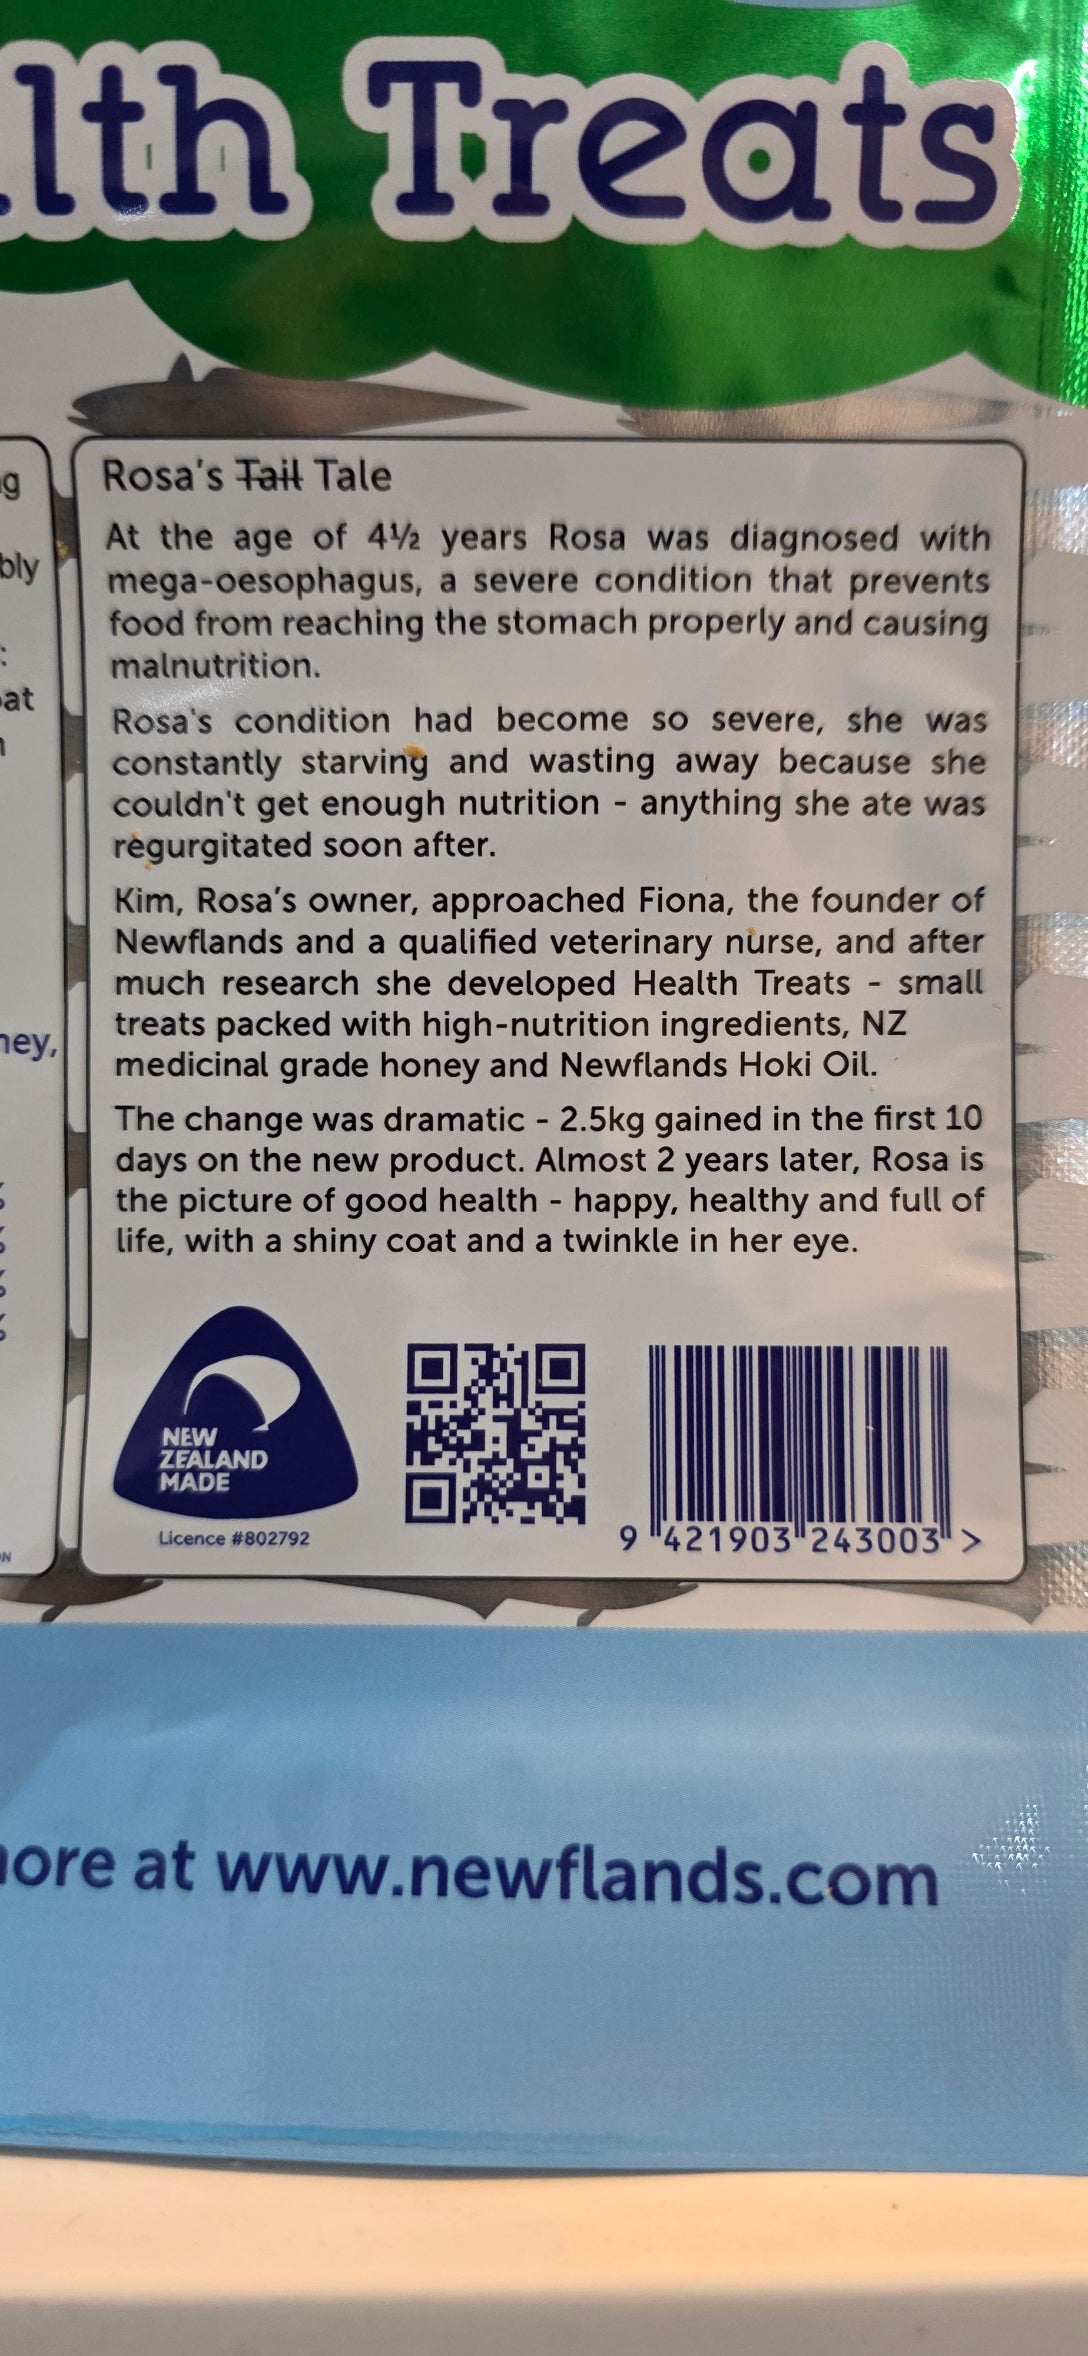 lth Treats
g
bly
:
at
ney,
Rosa's Tail Tale
At the age of 4½ years Rosa was diagnosed with
mega-oesophagus, a severe condition that prevents
food from reaching the stomach properly and causing
malnutrition.
Rosa's condition had become so severe, she was
constantly starving and wasting away because she
couldn't get enough nutrition - anything she ate was
regurgitated soon after.
Kim, Rosa's owner, approached Fiona, the founder of
Newflands and a qualified veterinary nurse, and after
much research she developed Health Treats - small
treats packed with high-nutrition ingredients, NZ
medicinal grade honey and Newflands Hoki Oil.
The change was dramatic - 2.5kg gained in the first 10
days on the new product. Almost 2 years later, Rosa is
the picture of good health - happy, healthy and full of
life, with a shiny coat and a twinkle in her eye.
NEW
ZEALAND
MADE
Licence #802792
9 421903 243003 >
ore at www.newflands.com